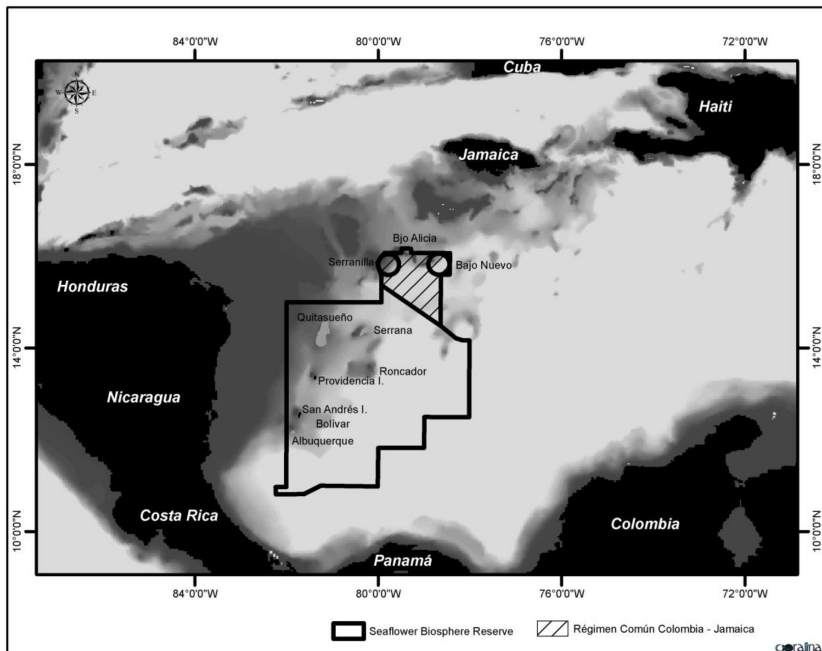 84°0'0"W 80°0'0"W 76°0'0"W 72°0'0"W
N
W E
S
Cuba
Haiti
Jamaica
18°0'0"N
18°0'0"N
Bjo Alicia
Serranilla
Bajo Nuevo
Honduras
Quitasueño
Serrana
14°0'0"N
14°0'0"N
Roncador
Providencia I.
Nicaragua
San Andrés I.
Bolívar
Albuquerque
Costa Rica
Colombia
10°0'0"N
10°0'0"N
Panamá
84°0'0"W 80°0'0"W 76°0'0"W 72°0'0"W
Seaflower Biosphere Reserve
Régimen Común Colombia - Jamaica
coralina